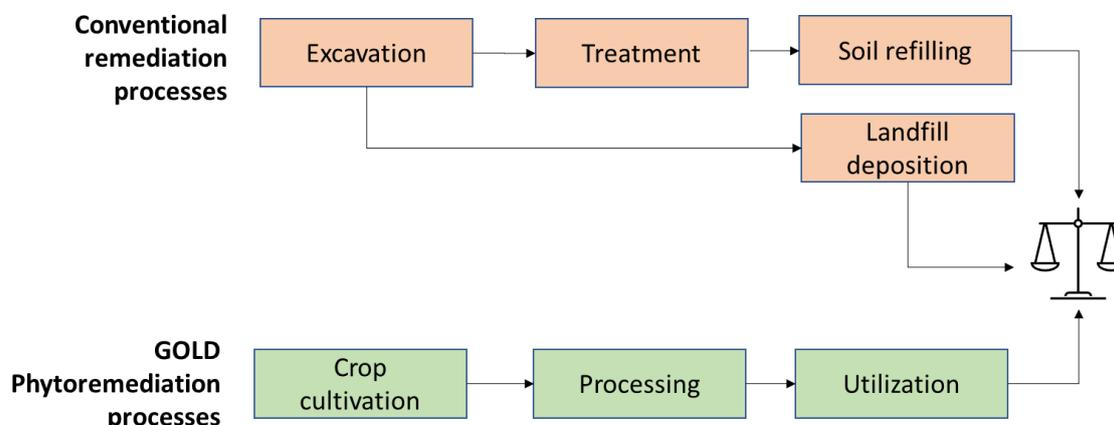 Conventional
remediation
processes
Excavation
Treatment
Soil refilling
Landfill
deposition
GOLD
Phytoremediation
processes
Crop
cultivation
Processing
Utilization